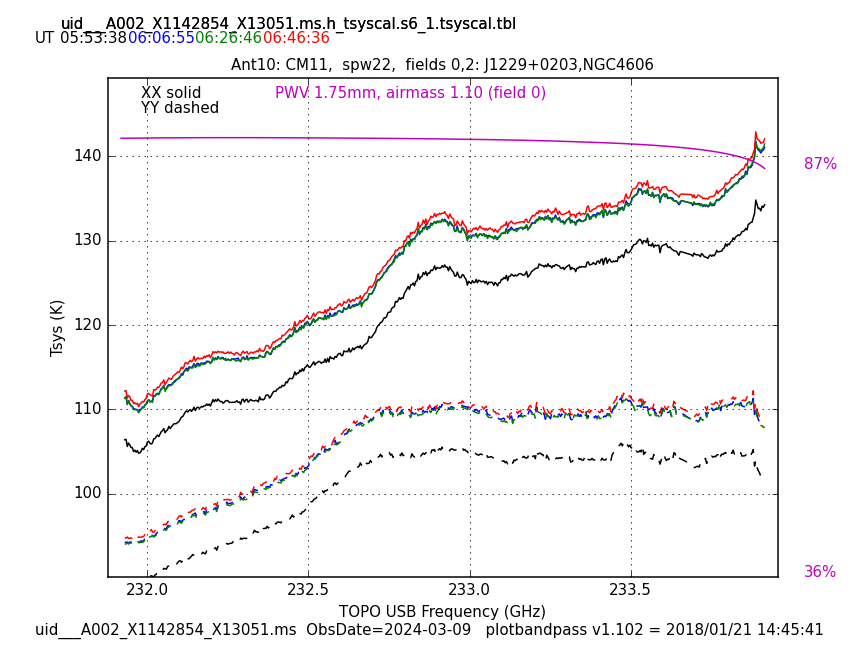 uid___A002_X1142854_X13051.ms.h_tsyscal.s6_1.tsyscal.tbl
UT 05:53:38 06:06:55 06:26:46 06:46:36
Ant10: CM11,  spw22,  fields 0,2: J1229+0203,NGC4606
XX solid
PWV 1.75mm, airmass 1.10 (field 0)
YY dashed
140
87%
130
120
Tsys (K)
110
100
36%
232.0 232.5 233.0 233.5
TOPO USB Frequency (GHz)
uid___A002_X1142854_X13051.ms  ObsDate=2024-03-09   plotbandpass v1.102 = 2018/01/21 14:45:41